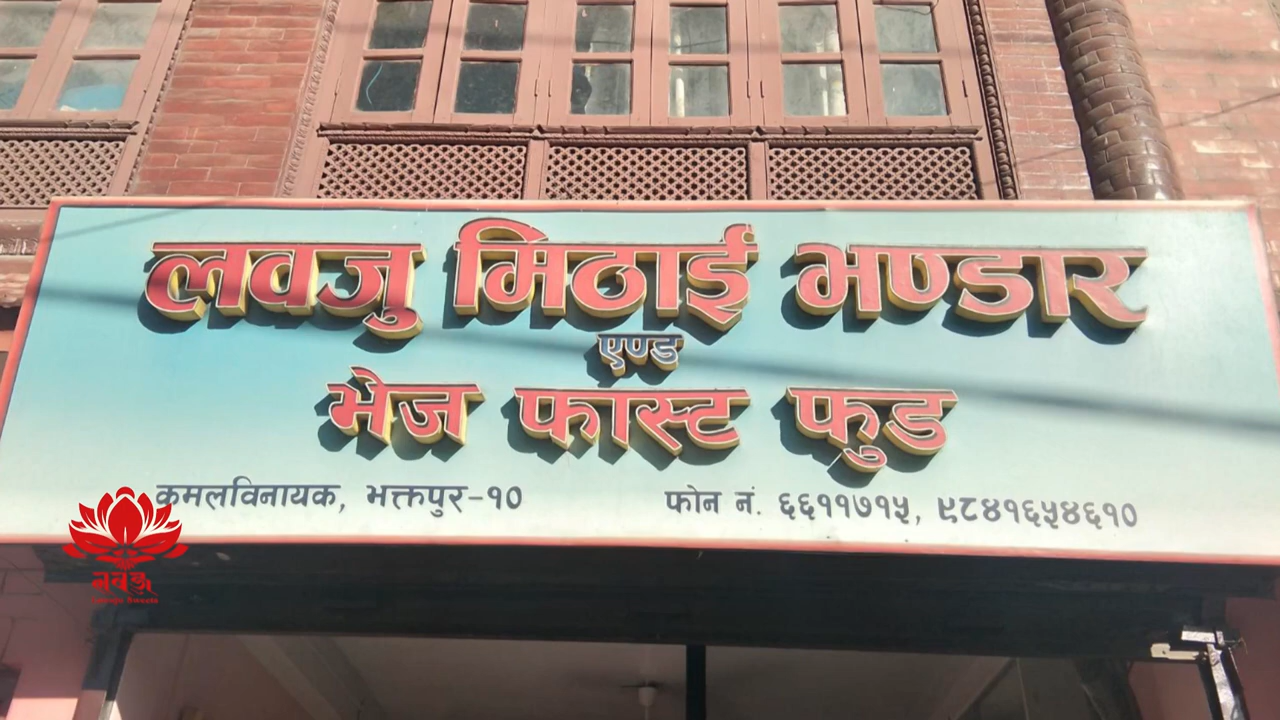 लवजु मिठाई भण्डार
एण्ड
भेज फास्ट फुड
कमलविनायक, भक्तपुर-१० फोन नं. ६६११७१५, ९८४१६५४६१०
लवजु